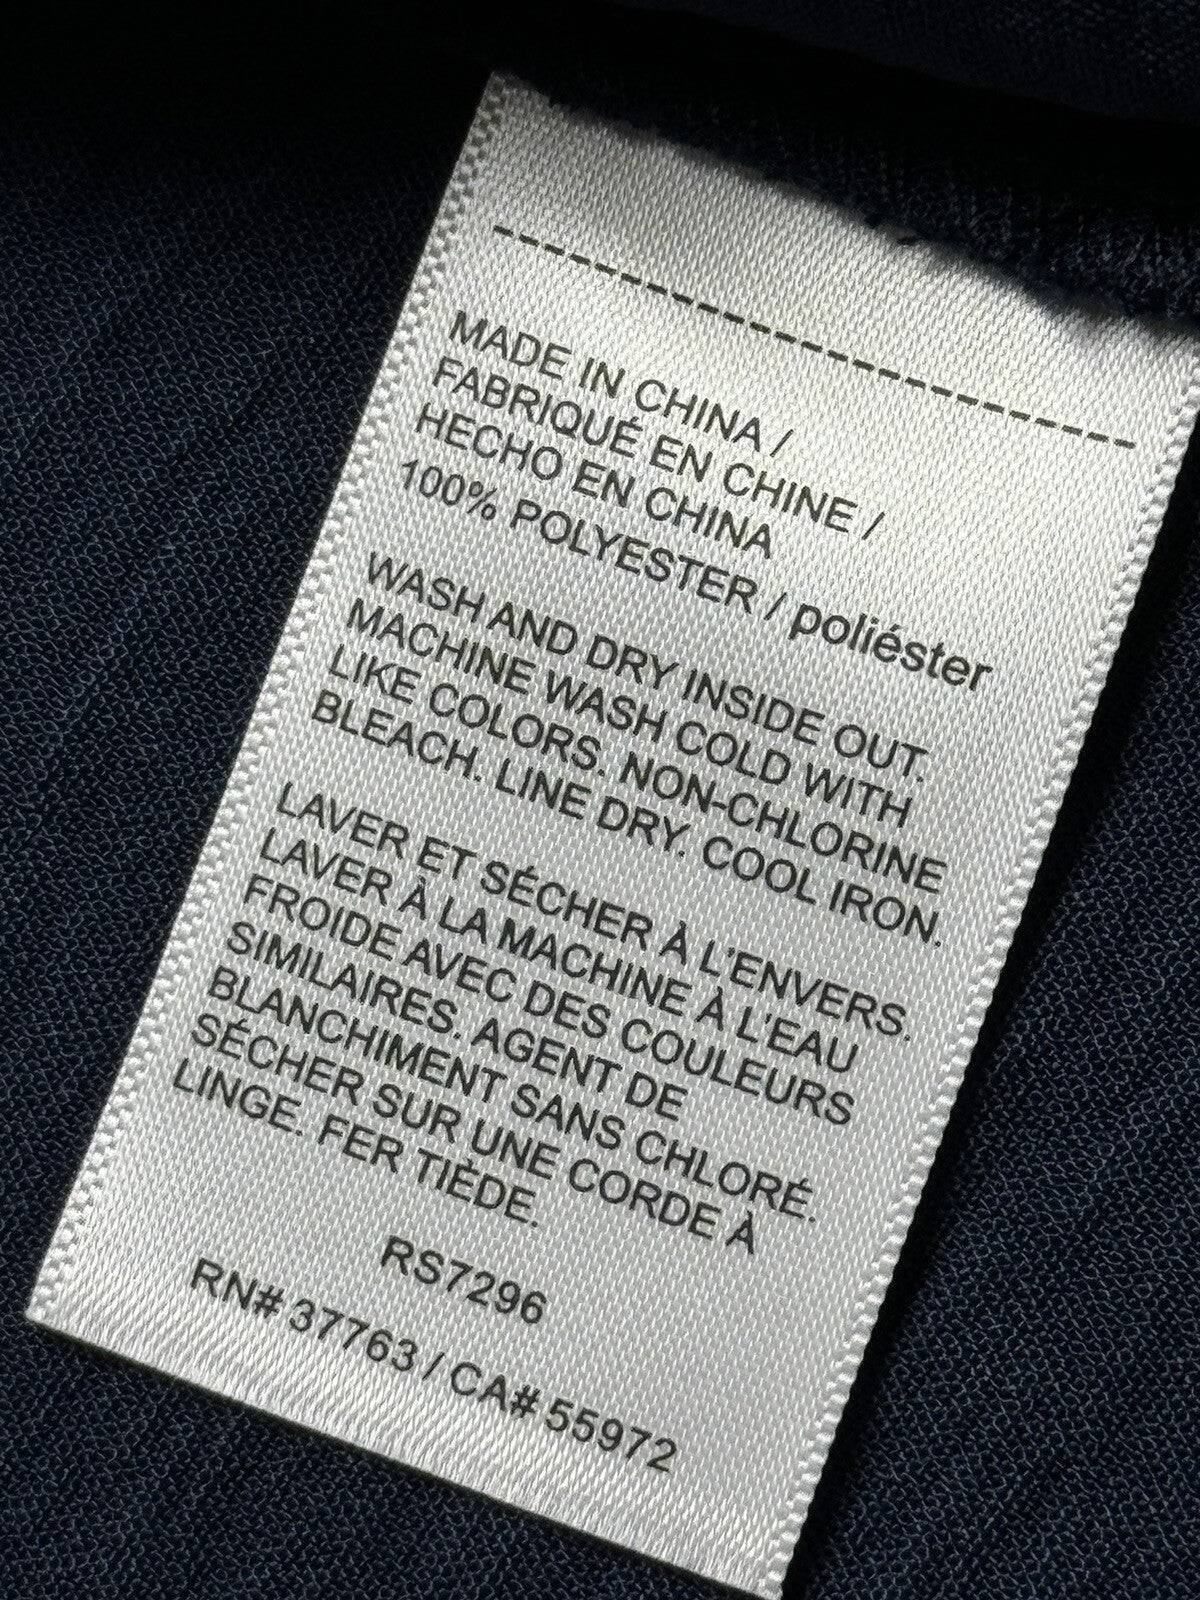 MADE IN CHINA /
FABRIQUÉ EN CHINE /
HECHO EN CHINA
100% POLYESTER / poliéster
WASH AND DRY INSIDE OUT.
MACHINE WASH COLD WITH
LIKE COLORS. NON-CHLORINE
BLEACH. LINE DRY. COOL IRON.
LAVER ET SÉCHER À L'ENVERS.
LAVER À LA MACHINE À L'EAU
FROIDE AVEC DES COULEURS
SIMILAIRES. AGENT DE
BLANCHIMENT SANS CHLORÉ.
SÉCHER SUR UNE CORDE À
LINGE. FER TIÈDE.
RS7296
RN# 37763 / CA# 55972